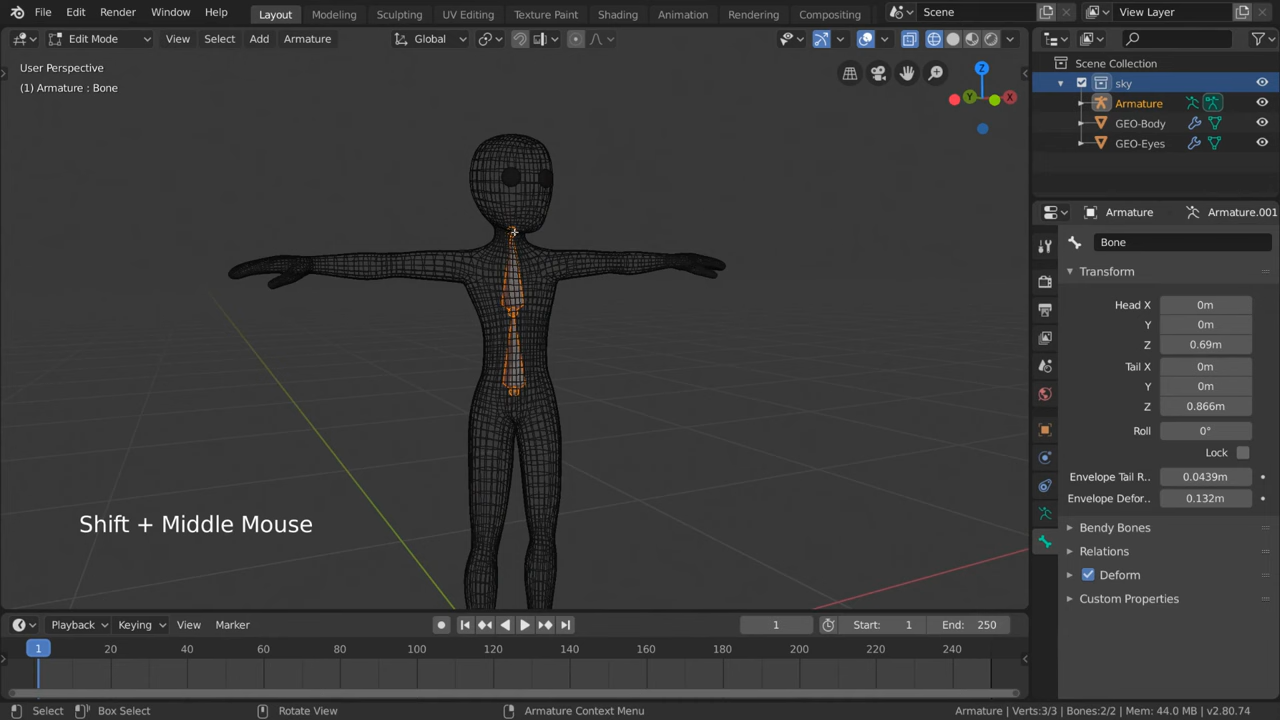 File Edit Render Window Help Layout Modeling Sculpting UV Editing Texture Paint Shading Animation Rendering Compositing Scene View Layer
Edit Mode View Select Add Armature Global
User Perspective
(1) Armature : Bone
Z
Y
X
Shift + Middle Mouse
Scene Collection
sky
Armature
GEO-Body
GEO-Eyes
Armature Armature.001
Bone
Transform
Head X 0m
Y 0m
Z 0.69m
Tail X 0m
Y 0m
Z 0.866m
Roll 0°
Lock
Envelope Tail R.. 0.0439m
Envelope Defor.. 0.132m
Bendy Bones
Relations
Deform
Custom Properties
Playback Keying View Marker 1 Start: 1 End: 250
1 20 40 60 80 100 120 140 160 180 200 220 240
Select Box Select Rotate View Armature Context Menu Armature | Verts:3/3 | Bones:2/2 | Mem: 44.0 MB | v2.80.74